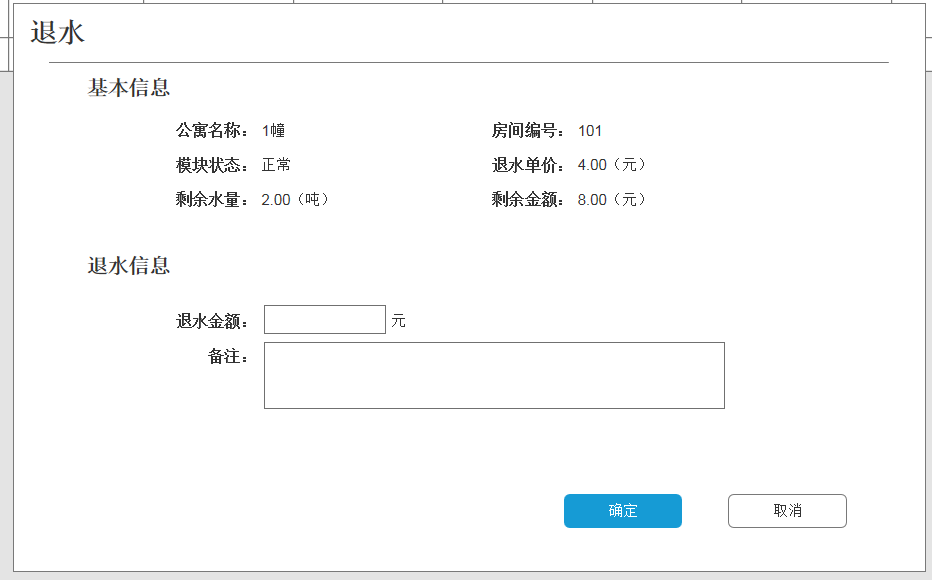 退水
基本信息
公寓名称： 1幢 房间编号： 101
模块状态： 正常 退水单价： 4.00（元）
剩余水量： 2.00（吨） 剩余金额： 8.00（元）
退水信息
退水金额： 元
备注：
确定 取消